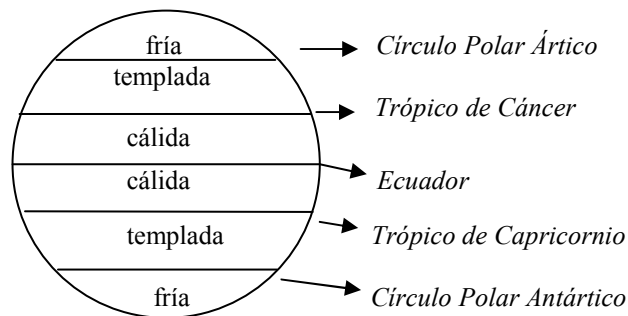 fría
Círculo Polar Ártico
templada
Trópico de Cáncer
cálida
cálida
Ecuador
templada
Trópico de Capricornio
fría
Círculo Polar Antártico